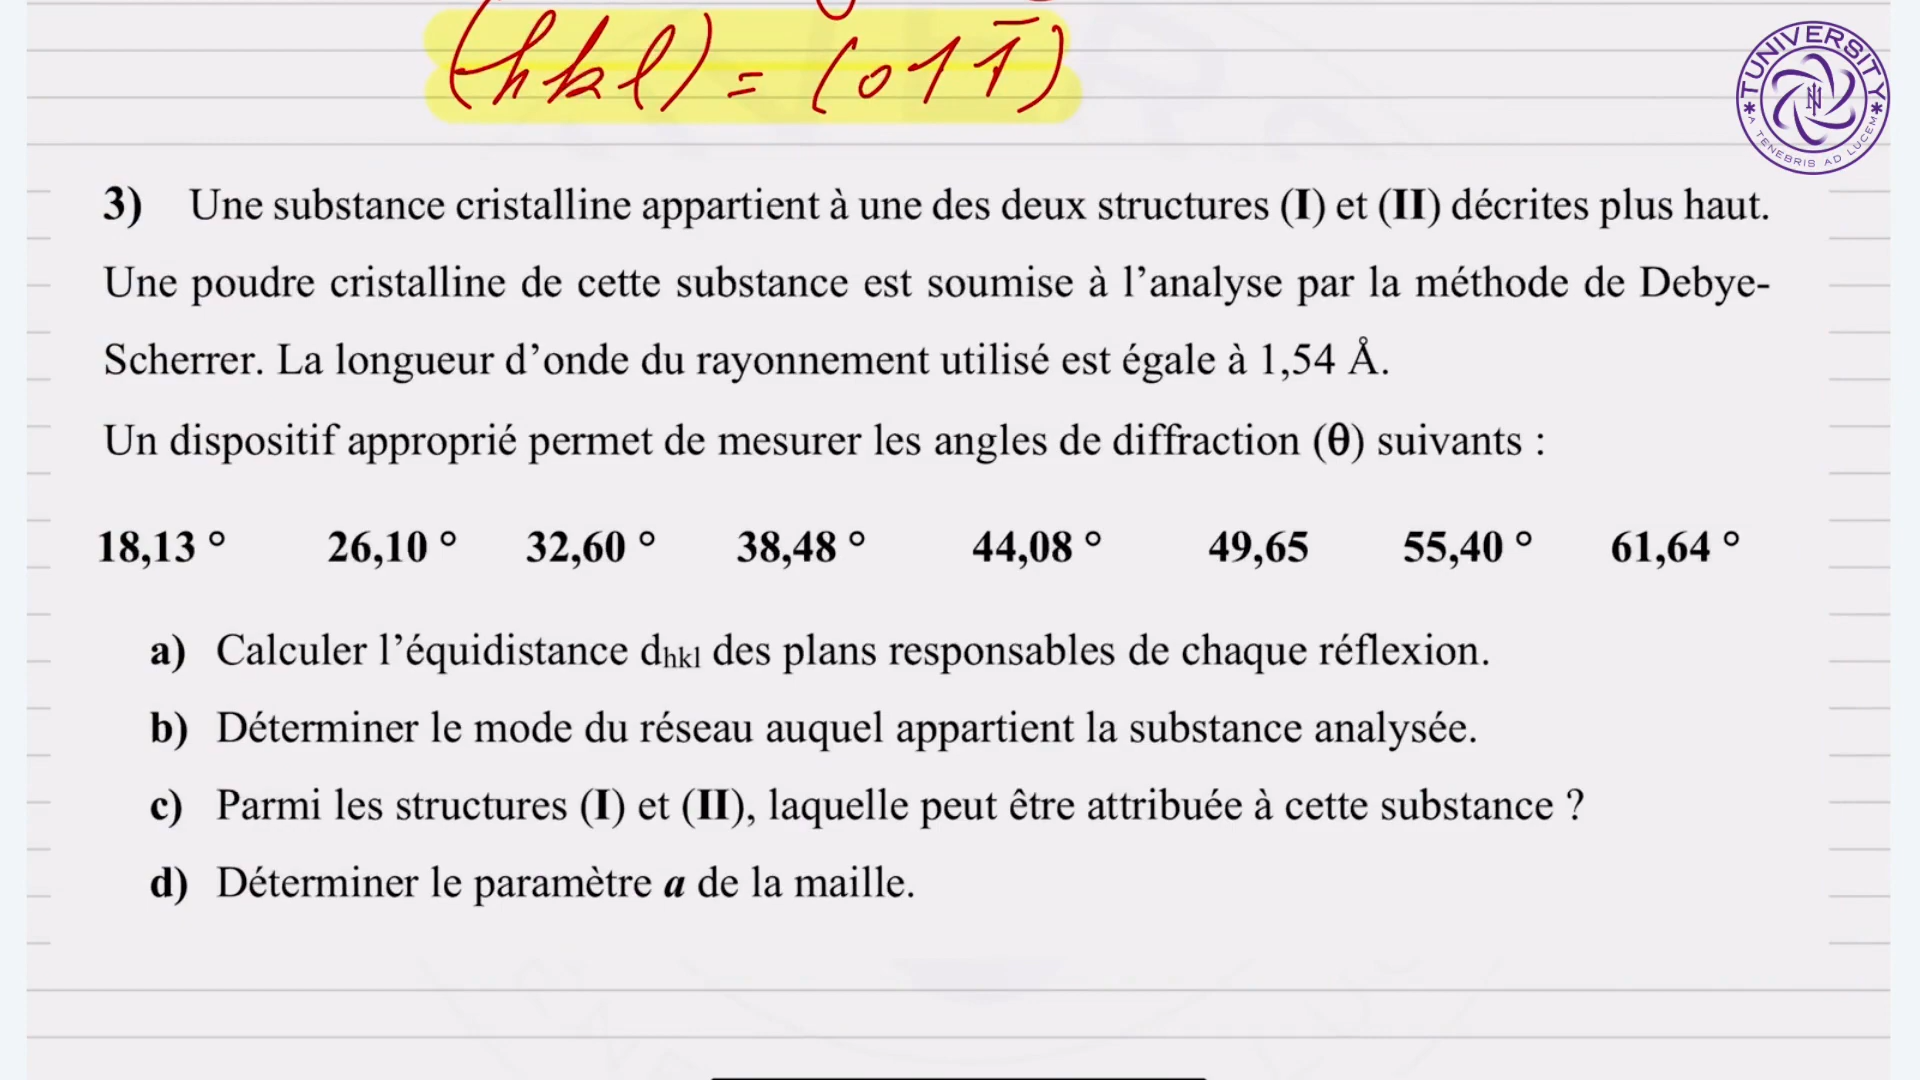 (hkl) = (011̅)
TUNIVERSITY
A TENEBRIS AD LUCEM
3) Une substance cristalline appartient à une des deux structures (I) et (II) décrites plus haut.
Une poudre cristalline de cette substance est soumise à l’analyse par la méthode de Debye-
Scherrer. La longueur d’onde du rayonnement utilisé est égale à 1,54 Å.
Un dispositif approprié permet de mesurer les angles de diffraction (θ) suivants :
18,13 ° 26,10 ° 32,60 ° 38,48 ° 44,08 ° 49,65 55,40 ° 61,64 °
a) Calculer l’équidistance dhkl des plans responsables de chaque réflexion.
b) Déterminer le mode du réseau auquel appartient la substance analysée.
c) Parmi les structures (I) et (II), laquelle peut être attribuée à cette substance ?
d) Déterminer le paramètre a de la maille.